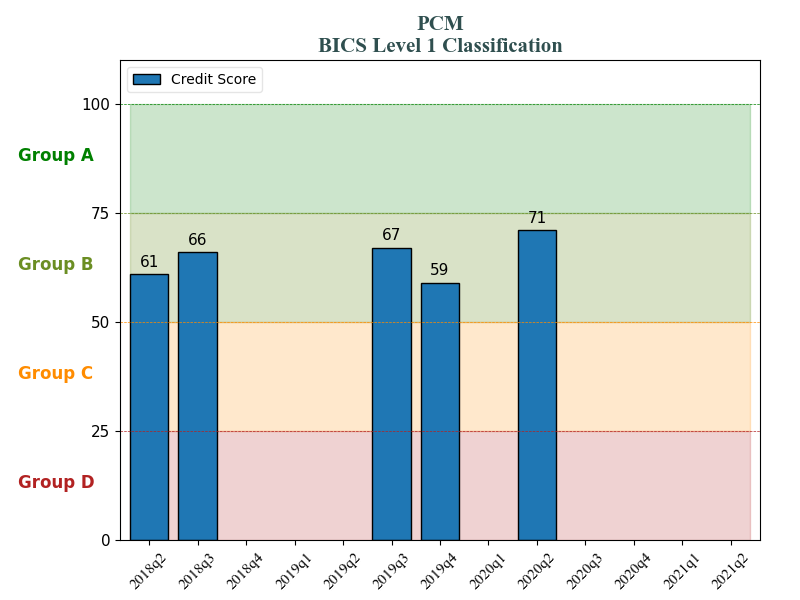 PCM
BICS Level 1 Classification
Credit Score
100
Group A
75
71
67
66
Group B
61
59
50
Group C
25
Group D
0
2018q2
2018q3
2018q4
2019q1
2019q2
2019q3
2019q4
2020q1
2020q2
2020q3
2020q4
2021q1
2021q2